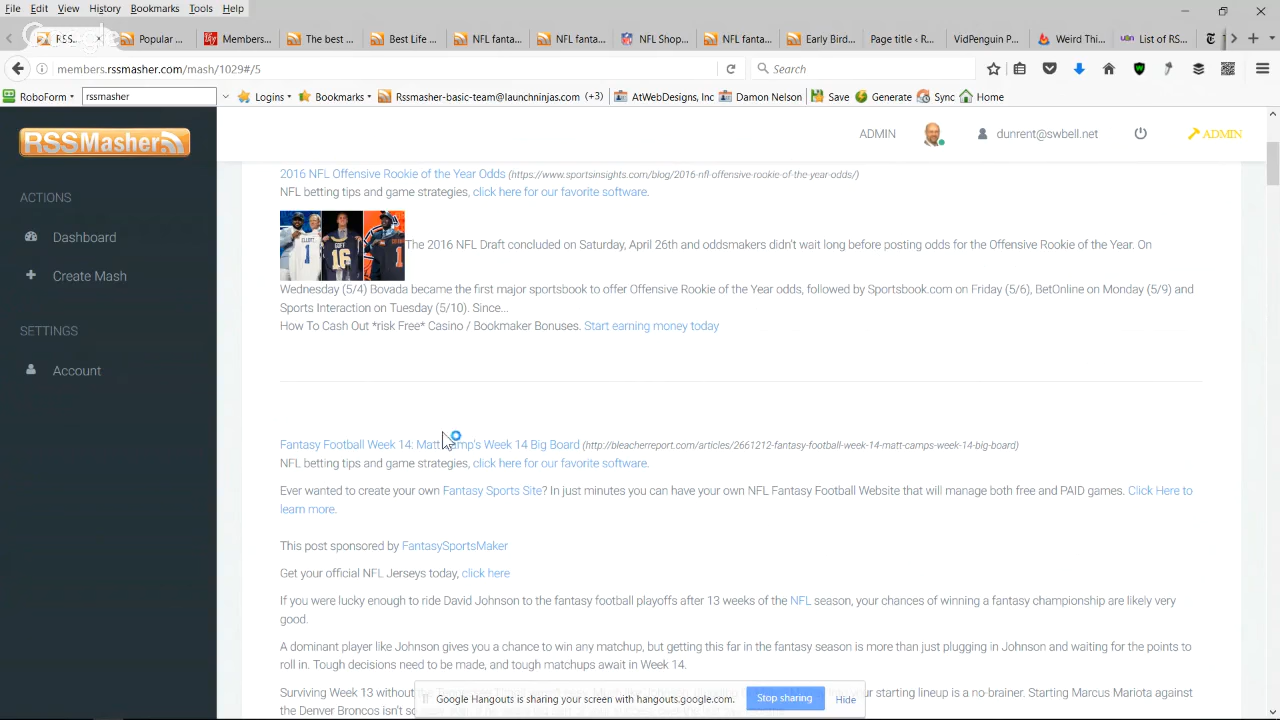 File Edit View History Bookmarks Tools Help
RSS... Popular ... Members... The best ... Best Life ... NFL fanta... NFL fanta... NFL Shop... NFL fanta... Early Bird... Page title ‹ R... VidPenguin / ... Weird Thi... List of RS...
members.rssmasher.com/mash/1029#/5 Search
RoboForm rssmasher Logins Bookmarks Rssmasher-basic-team@launchninjas.com (+3) AtWebDesigns, Inc Damon Nelson Save Generate Sync Home
RSSMasher
ADMIN dunrent@swbell.net ADMIN
ACTIONS
Dashboard
Create Mash
SETTINGS
Account
2016 NFL Offensive Rookie of the Year Odds (https://www.sportsinsights.com/blog/2016-nfl-offensive-rookie-of-the-year-odds/)
NFL betting tips and game strategies, click here for our favorite software.
The 2016 NFL Draft concluded on Saturday, April 26th and oddsmakers didn't wait long before posting odds for the Offensive Rookie of the Year. On
Wednesday (5/4) Bovada became the first major sportsbook to offer Offensive Rookie of the Year odds, followed by Sportsbook.com on Friday (5/6), BetOnline on Monday (5/9) and
Sports Interaction on Tuesday (5/10). Since...
How To Cash Out *risk Free* Casino / Bookmaker Bonuses. Start earning money today
Fantasy Football Week 14: Matt Camp's Week 14 Big Board (http://bleacherreport.com/articles/2661212-fantasy-football-week-14-matt-camps-week-14-big-board)
NFL betting tips and game strategies, click here for our favorite software.
Ever wanted to create your own Fantasy Sports Site? In just minutes you can have your own NFL Fantasy Football Website that will manage both free and PAID games. Click Here to
learn more.
This post sponsored by FantasySportsMaker
Get your official NFL Jerseys today, click here
If you were lucky enough to ride David Johnson to the fantasy football playoffs after 13 weeks of the NFL season, your chances of winning a fantasy championship are likely very
good.
A dominant player like Johnson gives you a chance to win any matchup, but getting this far in the fantasy season is more than just plugging in Johnson and waiting for the points to
roll in. Tough decisions need to be made, and tough matchups await in Week 14.
Surviving Week 13 without your starting lineup is a no-brainer. Starting Marcus Mariota against
the Denver Broncos isn't
Google Hangouts is sharing your screen with hangouts.google.com. Stop sharing Hide